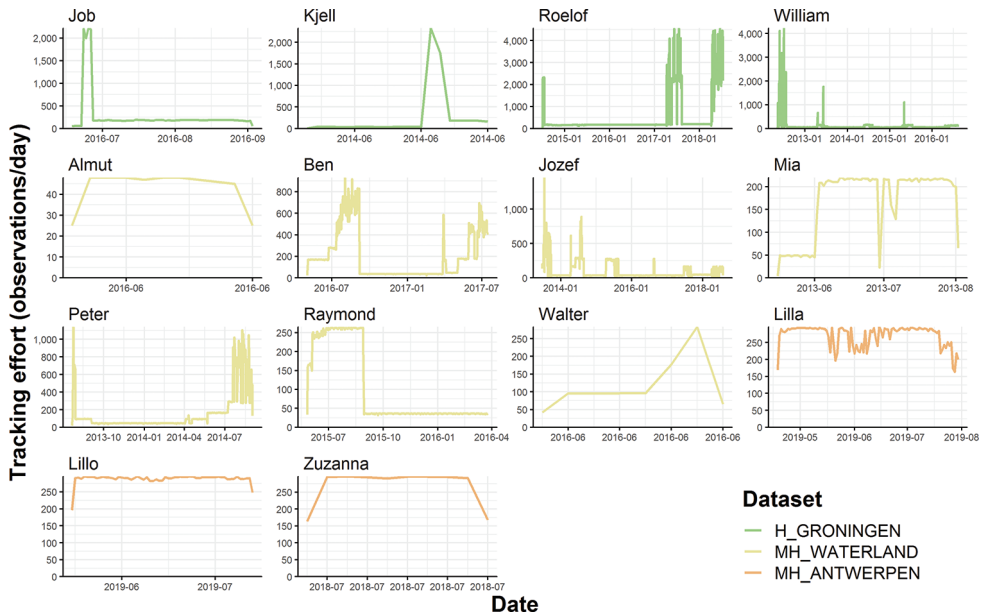 Job Kjell Roelof William
2,000 2,000 4,000 4,000
1,500 1,500 3,000 3,000
1,000 1,000 2,000 2,000
500 500 1,000 1,000
0 0 0 0
2016-07 2016-08 2016-09 2014-06 2014-06 2014-06 2015-01 2016-01 2017-01 2018-01 2013-01 2014-01 2015-01 2016-01
Almut Ben Jozef Mia
50 40 30 20 10 0
800 600 400 200 0
1,000 500 0
200 150 100 50 0
2016-06 2016-06 2016-07 2017-01 2017-07 2014-01 2016-01 2018-01 2013-06 2013-07 2013-08
Peter Raymond Walter Lilla
1,000 800 600 400 200 0
250 200 150 100 50 0
250 200 150 100 50 0
250 200 150 100 50 0
2013-10 2014-01 2014-04 2014-07 2015-07 2015-10 2016-01 2016-04 2016-06 2016-06 2016-06 2016-06 2019-05 2019-06 2019-07 2019-08
Lillo Zuzanna
250 250
200 200
150 150
100 100
50 50
0 0
2019-06 2019-07 2018-07 2018-07 2018-07 2018-07 2018-07
Tracking effort (observations/day)
Date
Dataset
H_GRONINGEN
MH_WATERLAND
MH_ANTWERPEN